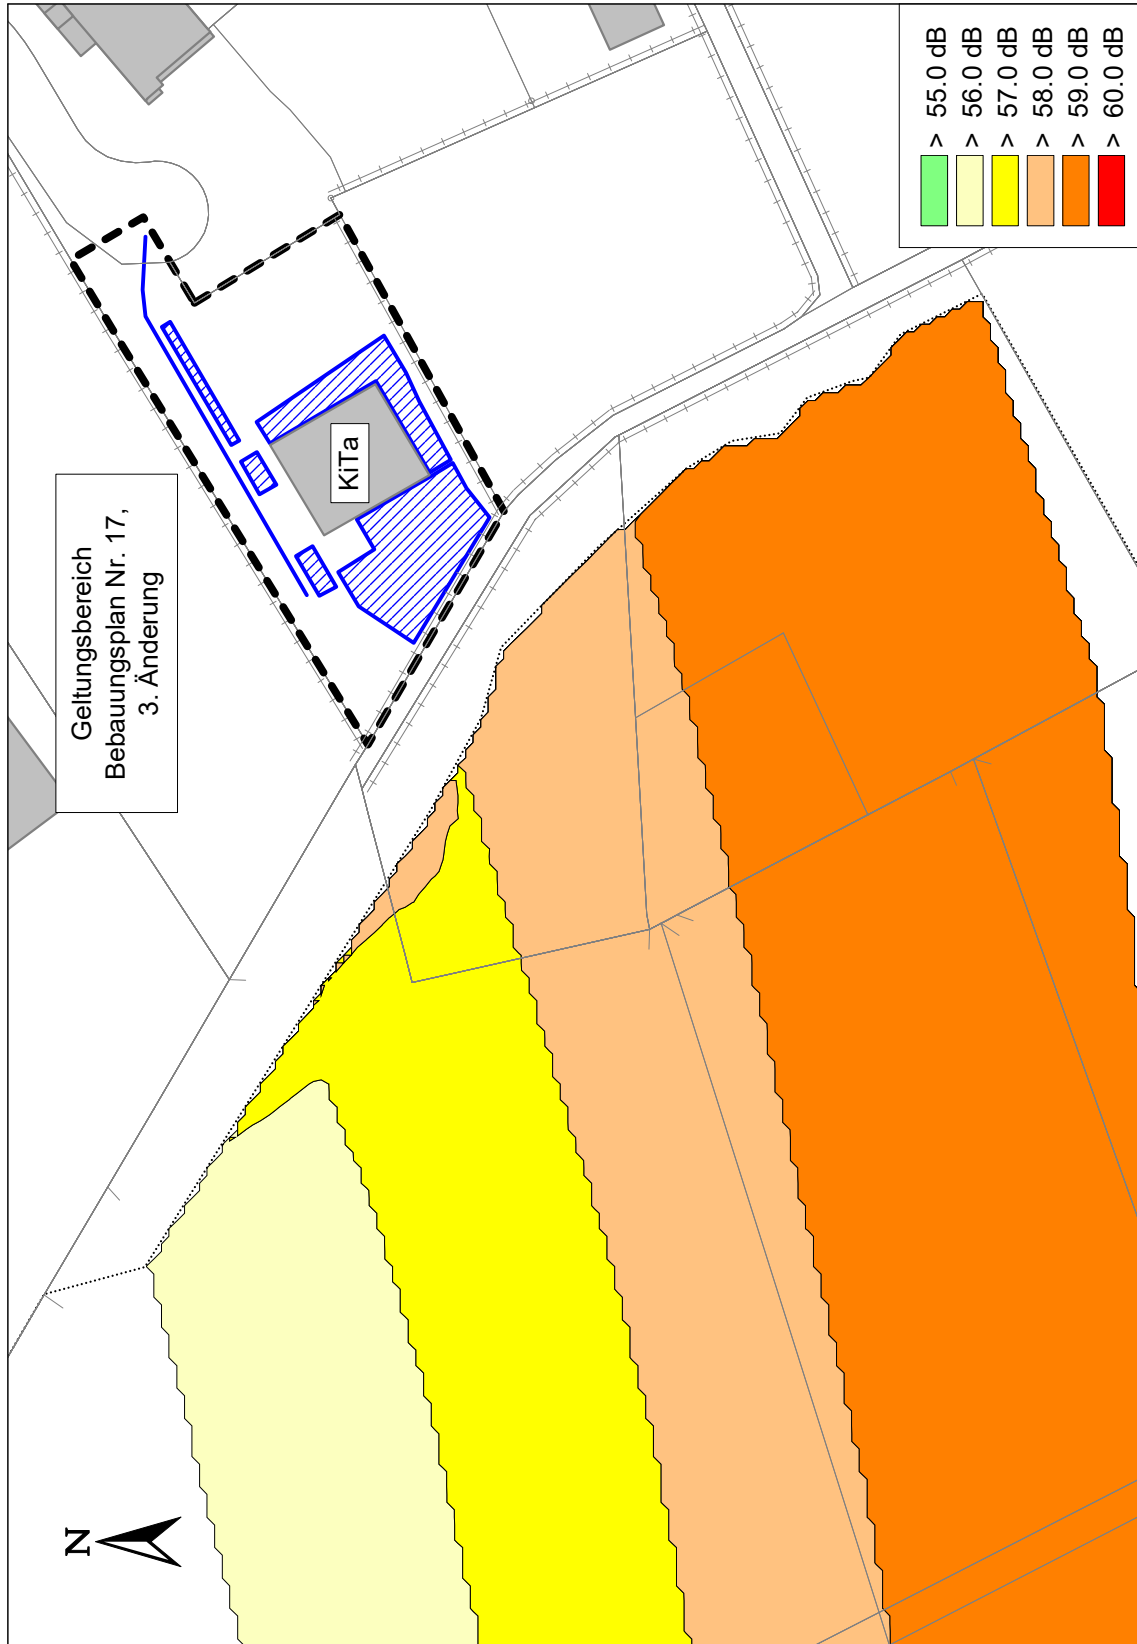 Geltungsbereich
Bebauungsplan Nr. 17,
3. Änderung
KiTa
N
> 55.0 dB
> 56.0 dB
> 57.0 dB
> 58.0 dB
> 59.0 dB
> 60.0 dB